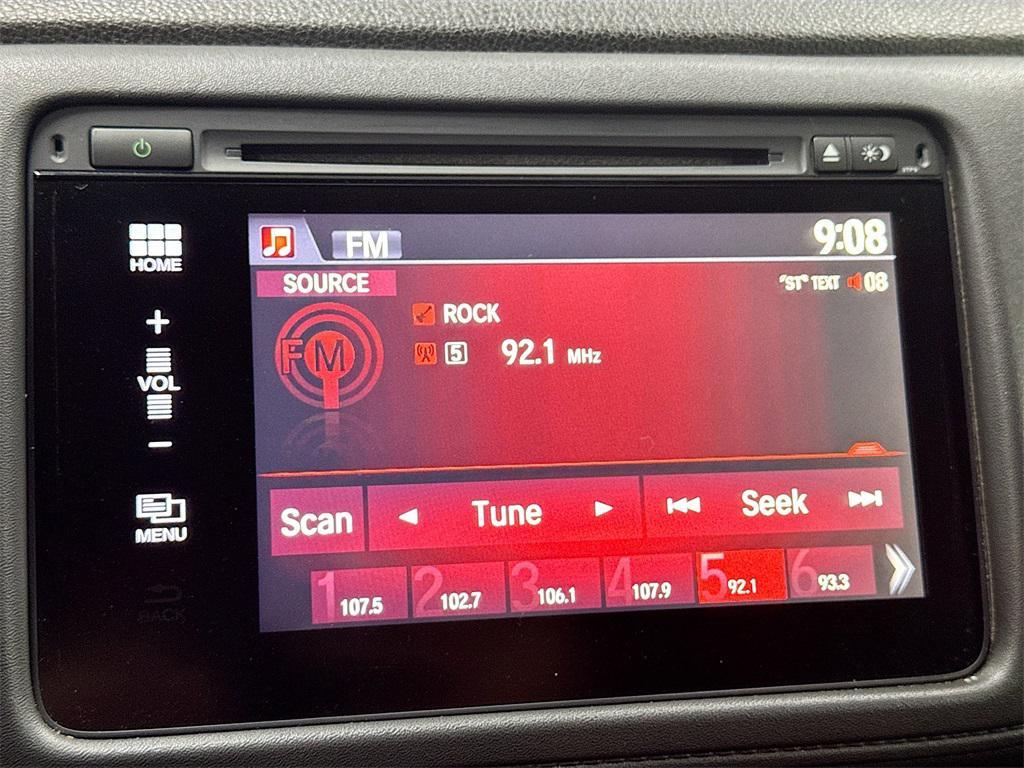 HOME
+
VOL
−
MENU
BACK
FM
9:08
SOURCE
"ST" TEXT 08
FM
ROCK
5 92.1 MHz
Scan
Tune
Seek
1 107.5
2 102.7
3 106.1
4 107.9
5 92.1
6 93.3